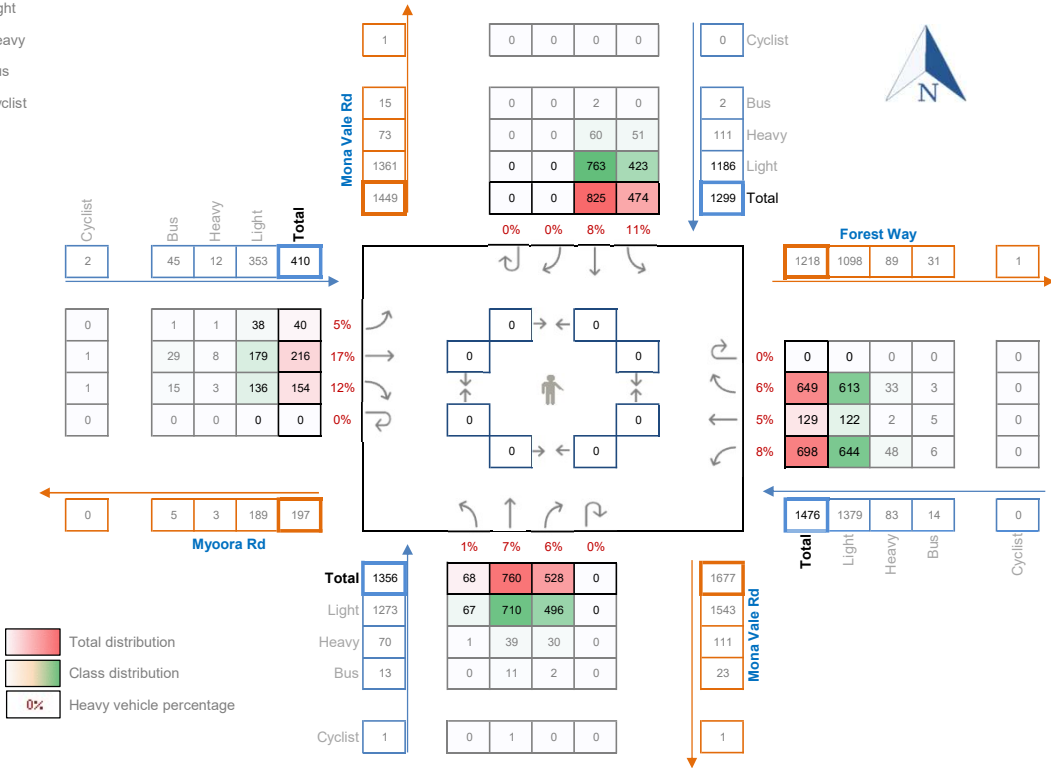 ght
eavy
us
yclist
1 0 0 0 0 0 Cyclist
Mona Vale Rd
15 0 0 2 0 2 Bus
73 0 0 60 51 111 Heavy
1361 0 0 763 423 1186 Light
1449 0 0 825 474 1299 Total
0% 0% 8% 11%
N
Cyclist Bus Heavy Light Total
2 45 12 353 410
Forest Way
1218 1098 89 31 1
0 1 1 38 40 5%
1 29 8 179 216 17%
1 15 3 136 154 12%
0 0 0 0 0 0%
0 0
0 0
0 0
0 0
0% 0 0 0 0 0
6% 649 613 33 3 0
5% 129 122 2 5 0
8% 698 644 48 6 0
0 5 3 189 197
Myoora Rd
1476 1379 83 14 0
Total Light Heavy Bus Cyclist
1% 7% 6% 0%
Total 1356 68 760 528 0 1677
Light 1273 67 710 496 0 1543
Heavy 70 1 39 30 0 111
Bus 13 0 11 2 0 23
Mona Vale Rd
Cyclist 1 0 1 0 0 1
Total distribution
Class distribution
0% Heavy vehicle percentage